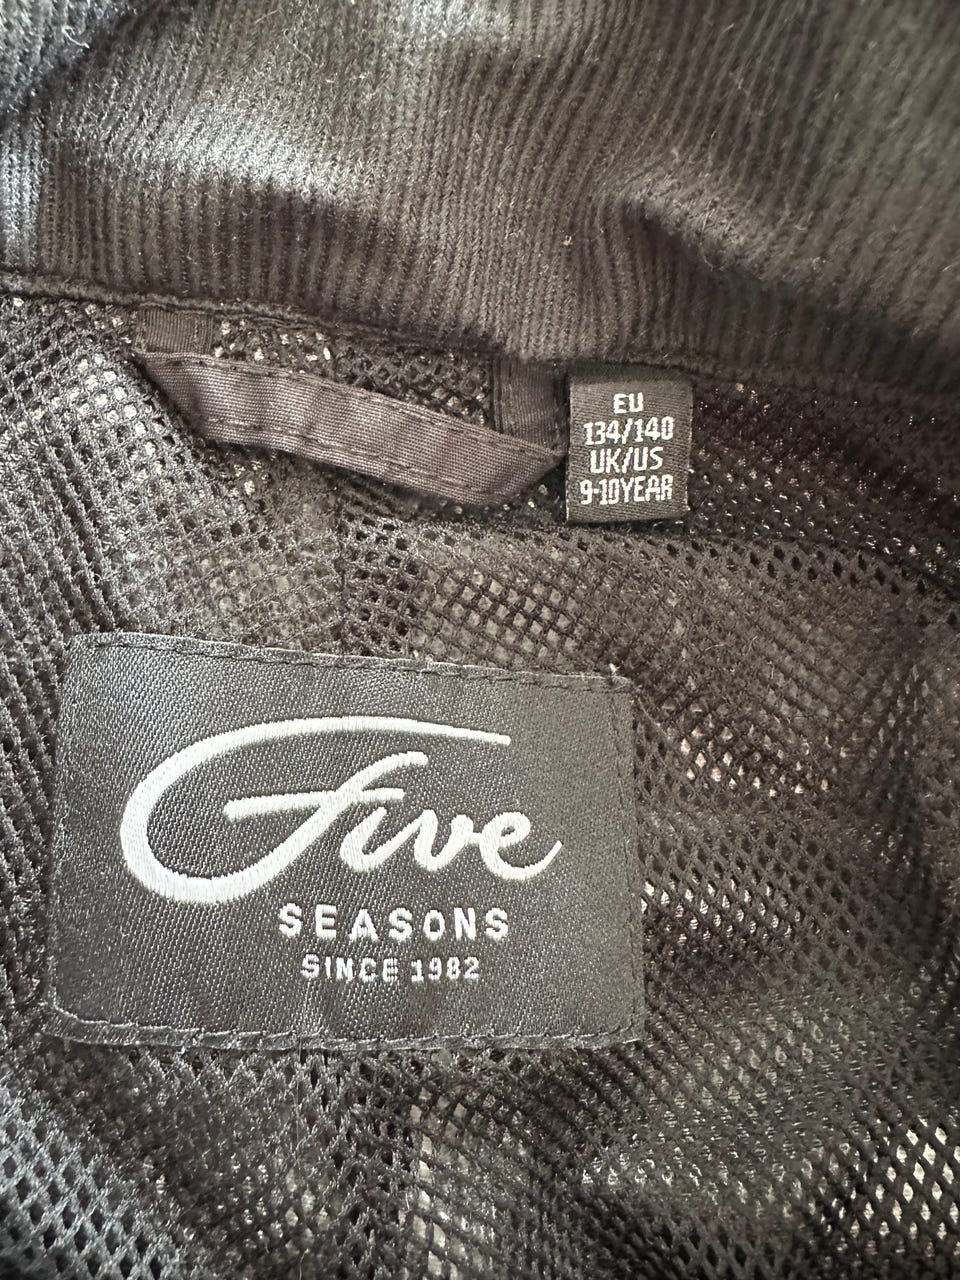 EU
134/140
UK/US
9-10YEAR
Five
SEASONS
SINCE 1982